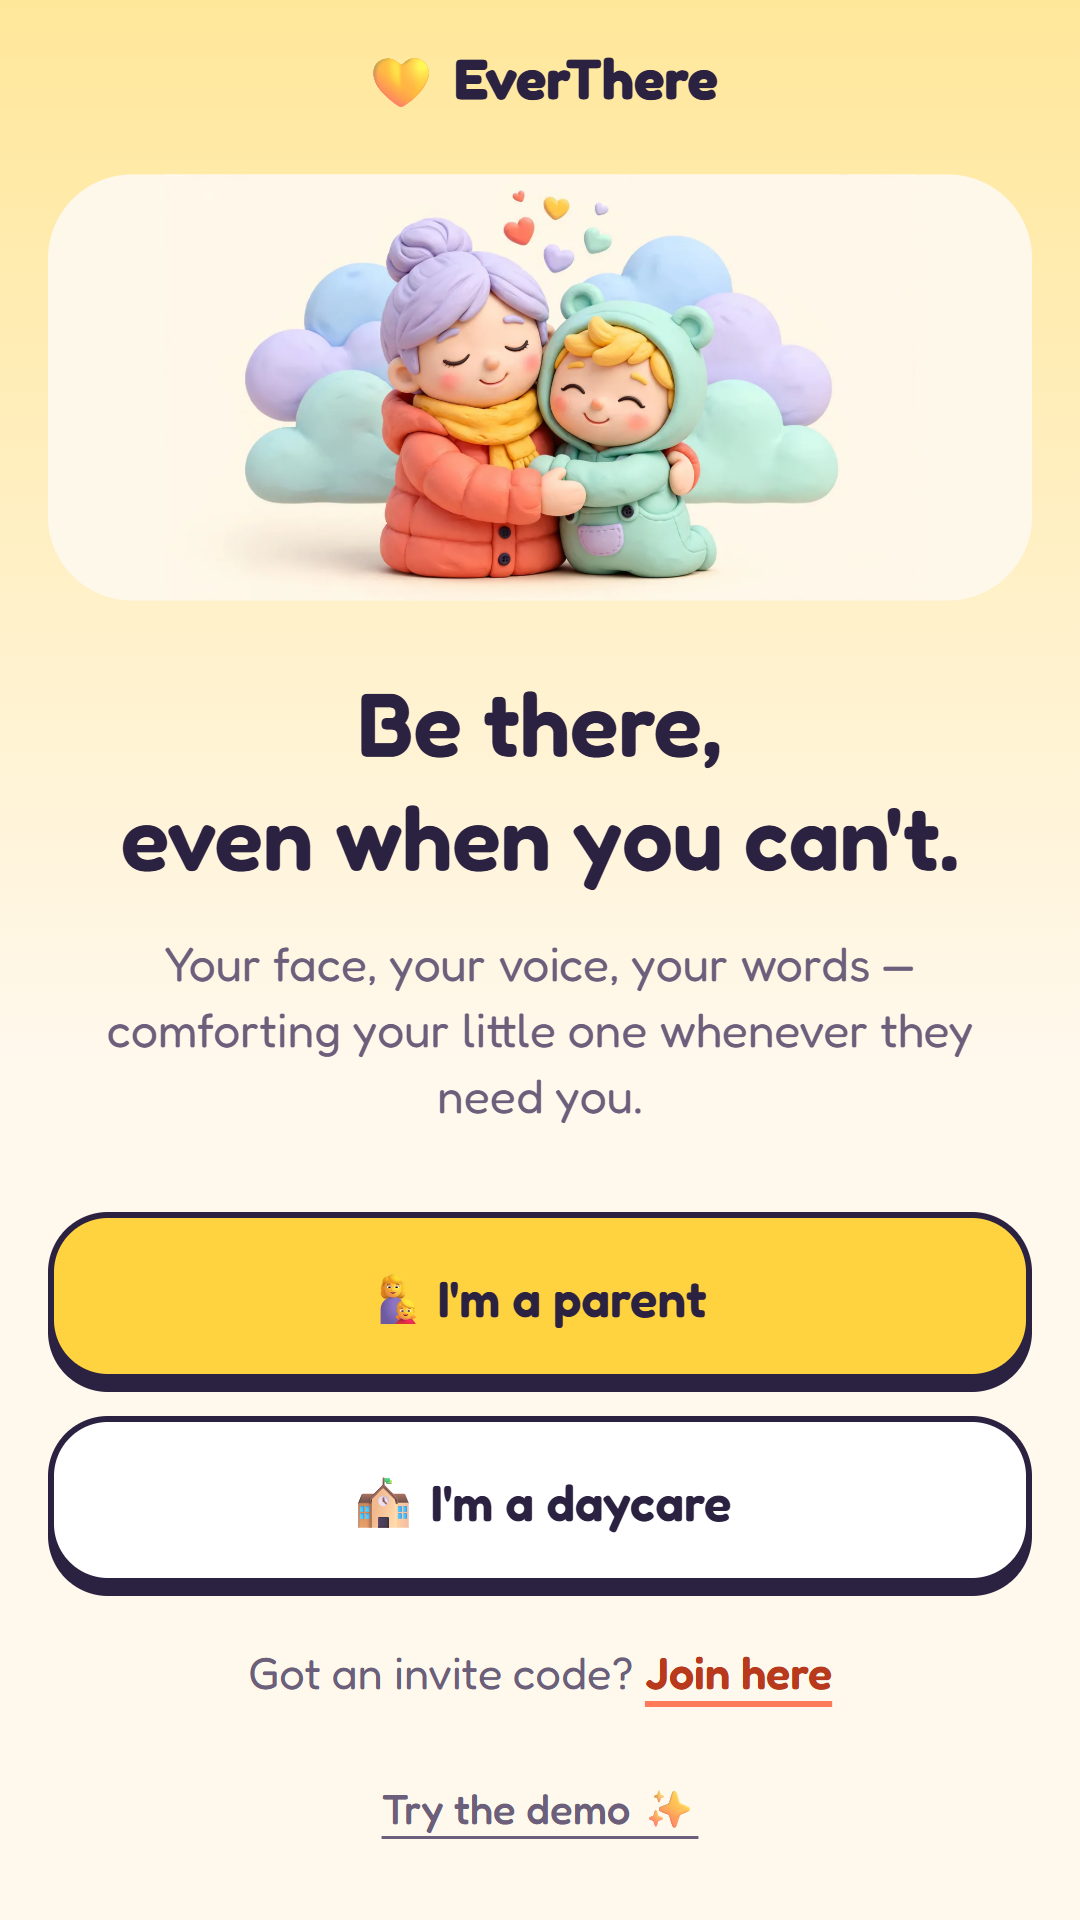 EverThere
Be there,
even when you can't.
Your face, your voice, your words –
comforting your little one whenever they
need you.
I'm a parent
I'm a daycare
Got an invite code? Join here
Try the demo ✨